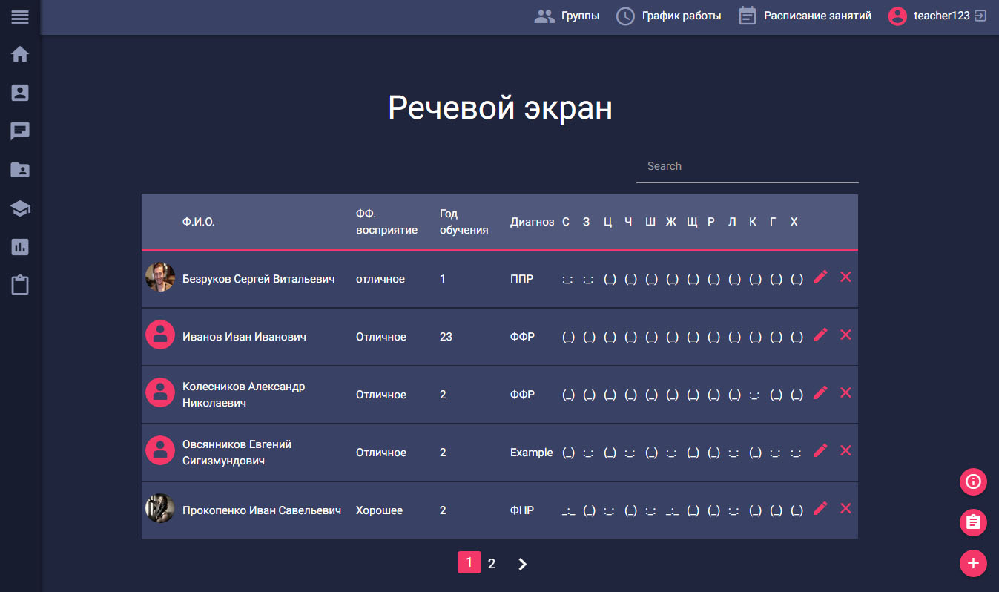 Группы График работы Расписание занятий teacher123
Речевой экран
Search
Ф.И.О. ФФ. восприятие Год обучения Диагноз С З Ц Ч Ш Ж Щ Р Л К Г Х
Безруков Сергей Витальевич отличное 1 ППР :_: :_: (_) (_) (_) (_) (_) (_) (_) (_) (_) (_)
Иванов Иван Иванович Отличное 23 ФФР (_) (_) (_) (_) (_) (_) (_) (_) (_) (_) (_) (_)
Колесников Александр Николаевич Отличное 2 ФФР (_) (_) (_) (_) (_) (_) (_) (_) (_) :_: (_) (_)
Овсянников Евгений Сигизмундович Отличное 2 Example (_) :_: (_) :_: (_) :_: (_) (_) :_: (_) :_: :_:
Прокопенко Иван Савельевич Хорошее 2 ФНР _:_ (_) :_: (_) :_: _:_ (_) (_) :_: (_) (_) (_)
1 2